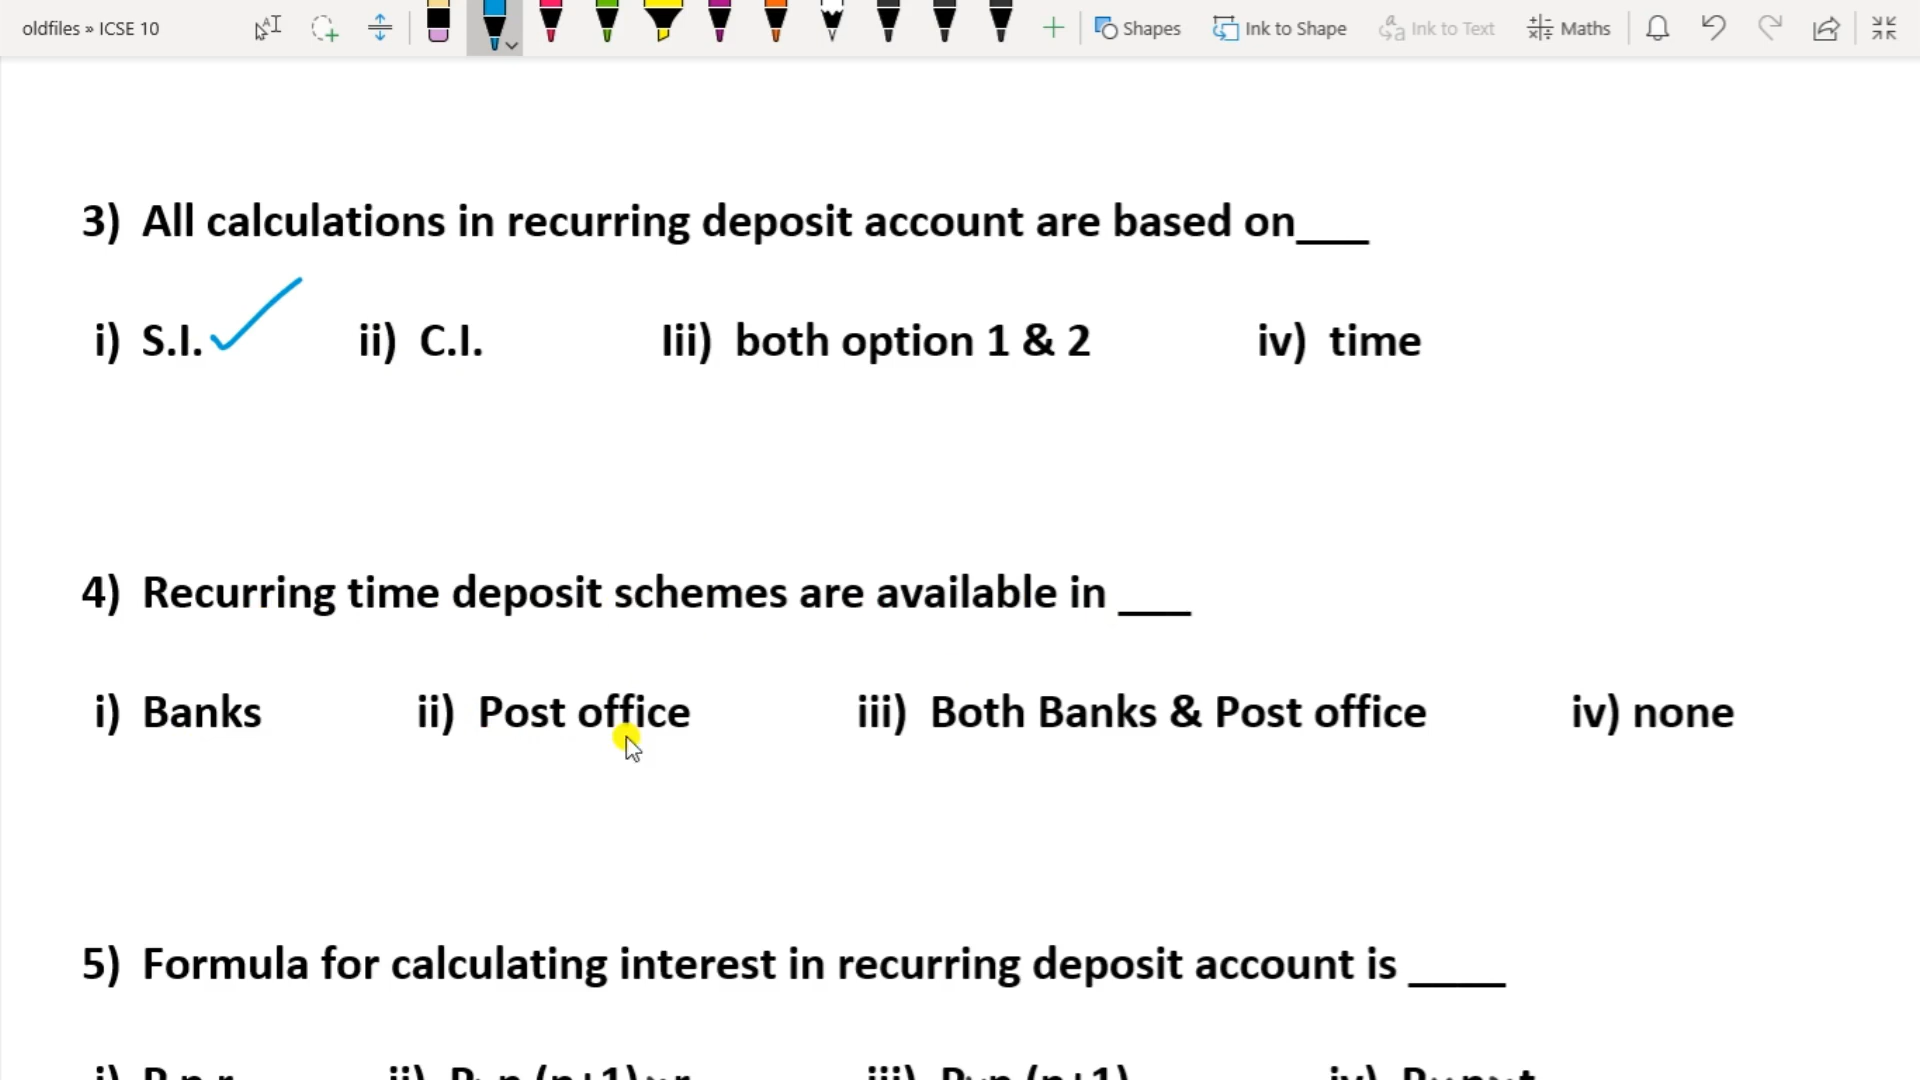 oldfiles » ICSE 10 Shapes Ink to Shape Ink to Text Maths
3) All calculations in recurring deposit account are based on___
i) S.I. ii) C.I. Iii) both option 1 & 2 iv) time
4) Recurring time deposit schemes are available in ___
i) Banks ii) Post office iii) Both Banks & Post office iv) none
5) Formula for calculating interest in recurring deposit account is ____